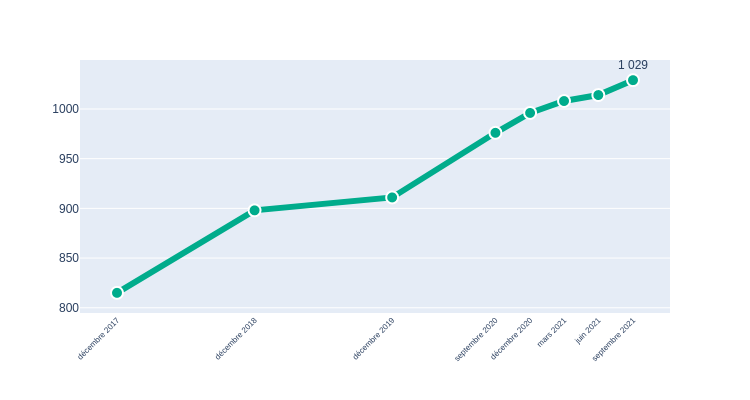 1 029
1000
950
900
850
800
décembre 2017
décembre 2018
décembre 2019
septembre 2020
décembre 2020
mars 2021
juin 2021
septembre 2021